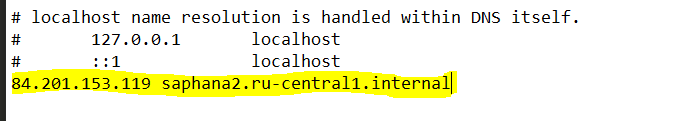 # localhost name resolution is handled within DNS itself.
# 127.0.0.1 localhost
# ::1 localhost
84.201.153.119 saphana2.ru-central1.internal